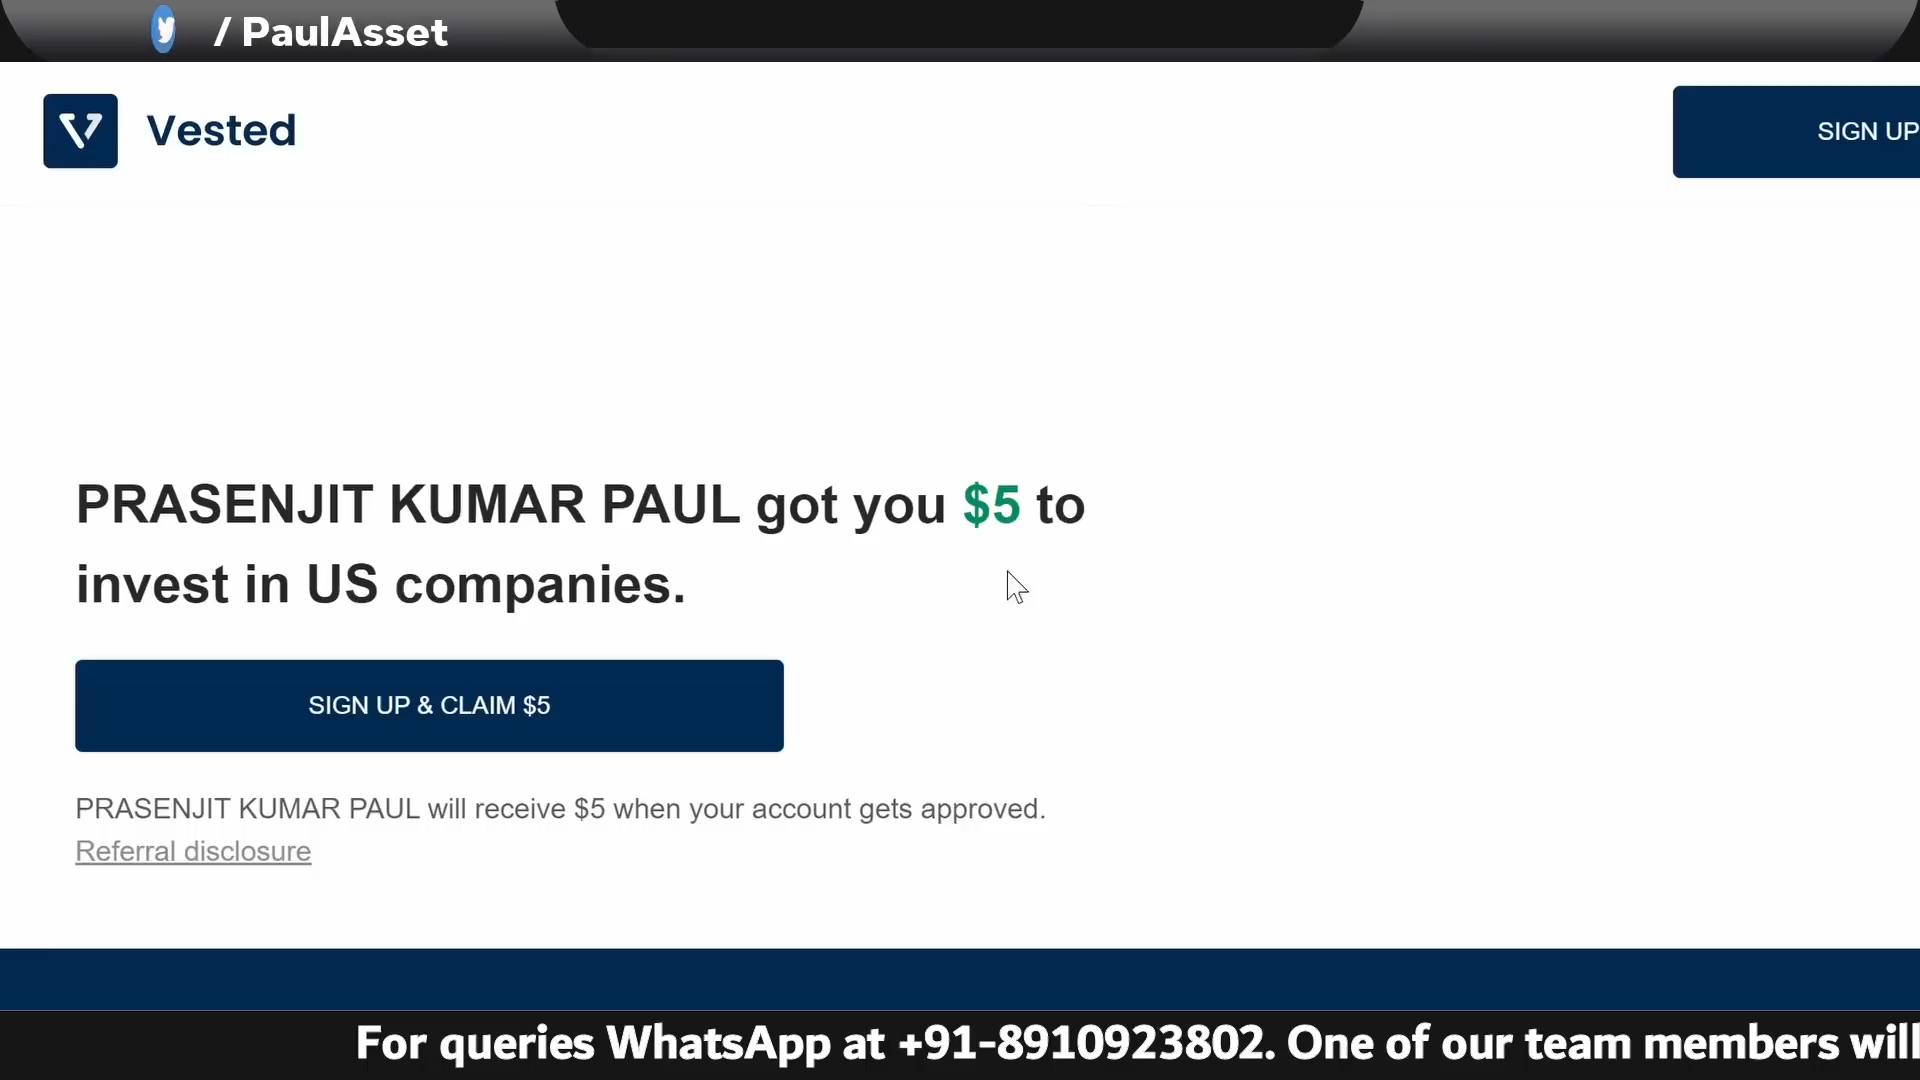 / PaulAsset
Vested
SIGN UP
PRASENJIT KUMAR PAUL got you $5 to
invest in US companies.
SIGN UP & CLAIM $5
PRASENJIT KUMAR PAUL will receive $5 when your account gets approved.
Referral disclosure
For queries WhatsApp at +91-8910923802. One of our team members will